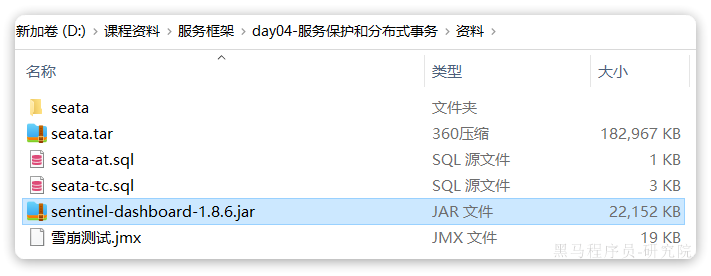 新加卷 (D:) > 课程资料 > 服务框架 > day04-服务保护和分布式事务 > 资料 >
名称 类型 大小
seata 文件夹
seata.tar 360压缩 182,967 KB
seata-at.sql SQL 源文件 1 KB
seata-tc.sql SQL 源文件 3 KB
sentinel-dashboard-1.8.6.jar JAR 文件 22,152 KB
雪崩测试.jmx JMX 文件 19 KB
黑马程序员-研究院